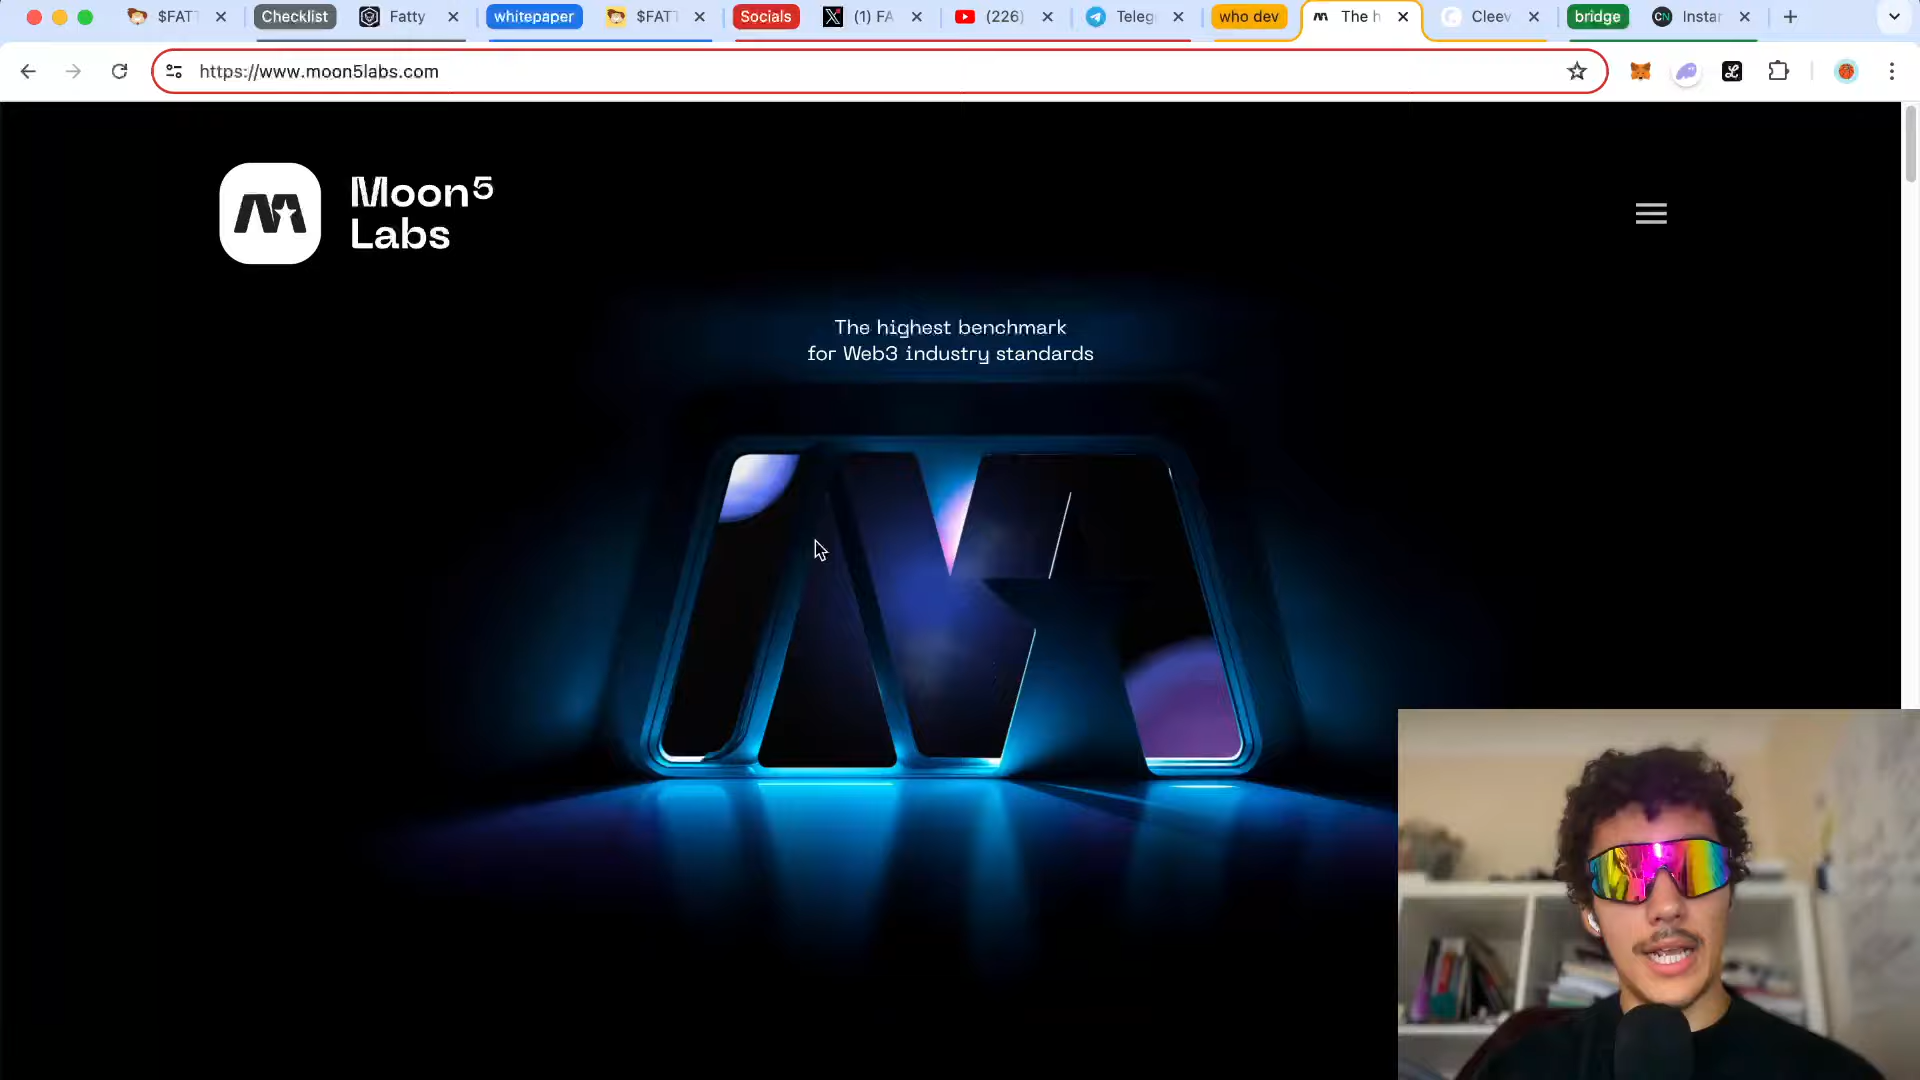 $FAT
Checklist
Fatty
whitepaper
$FAT
Socials
(1) FA
(226)
Teleg
who dev
The h
Cleev
bridge
Instar
https://www.moon5labs.com
Moon⁵
Labs
The highest benchmark
for Web3 industry standards